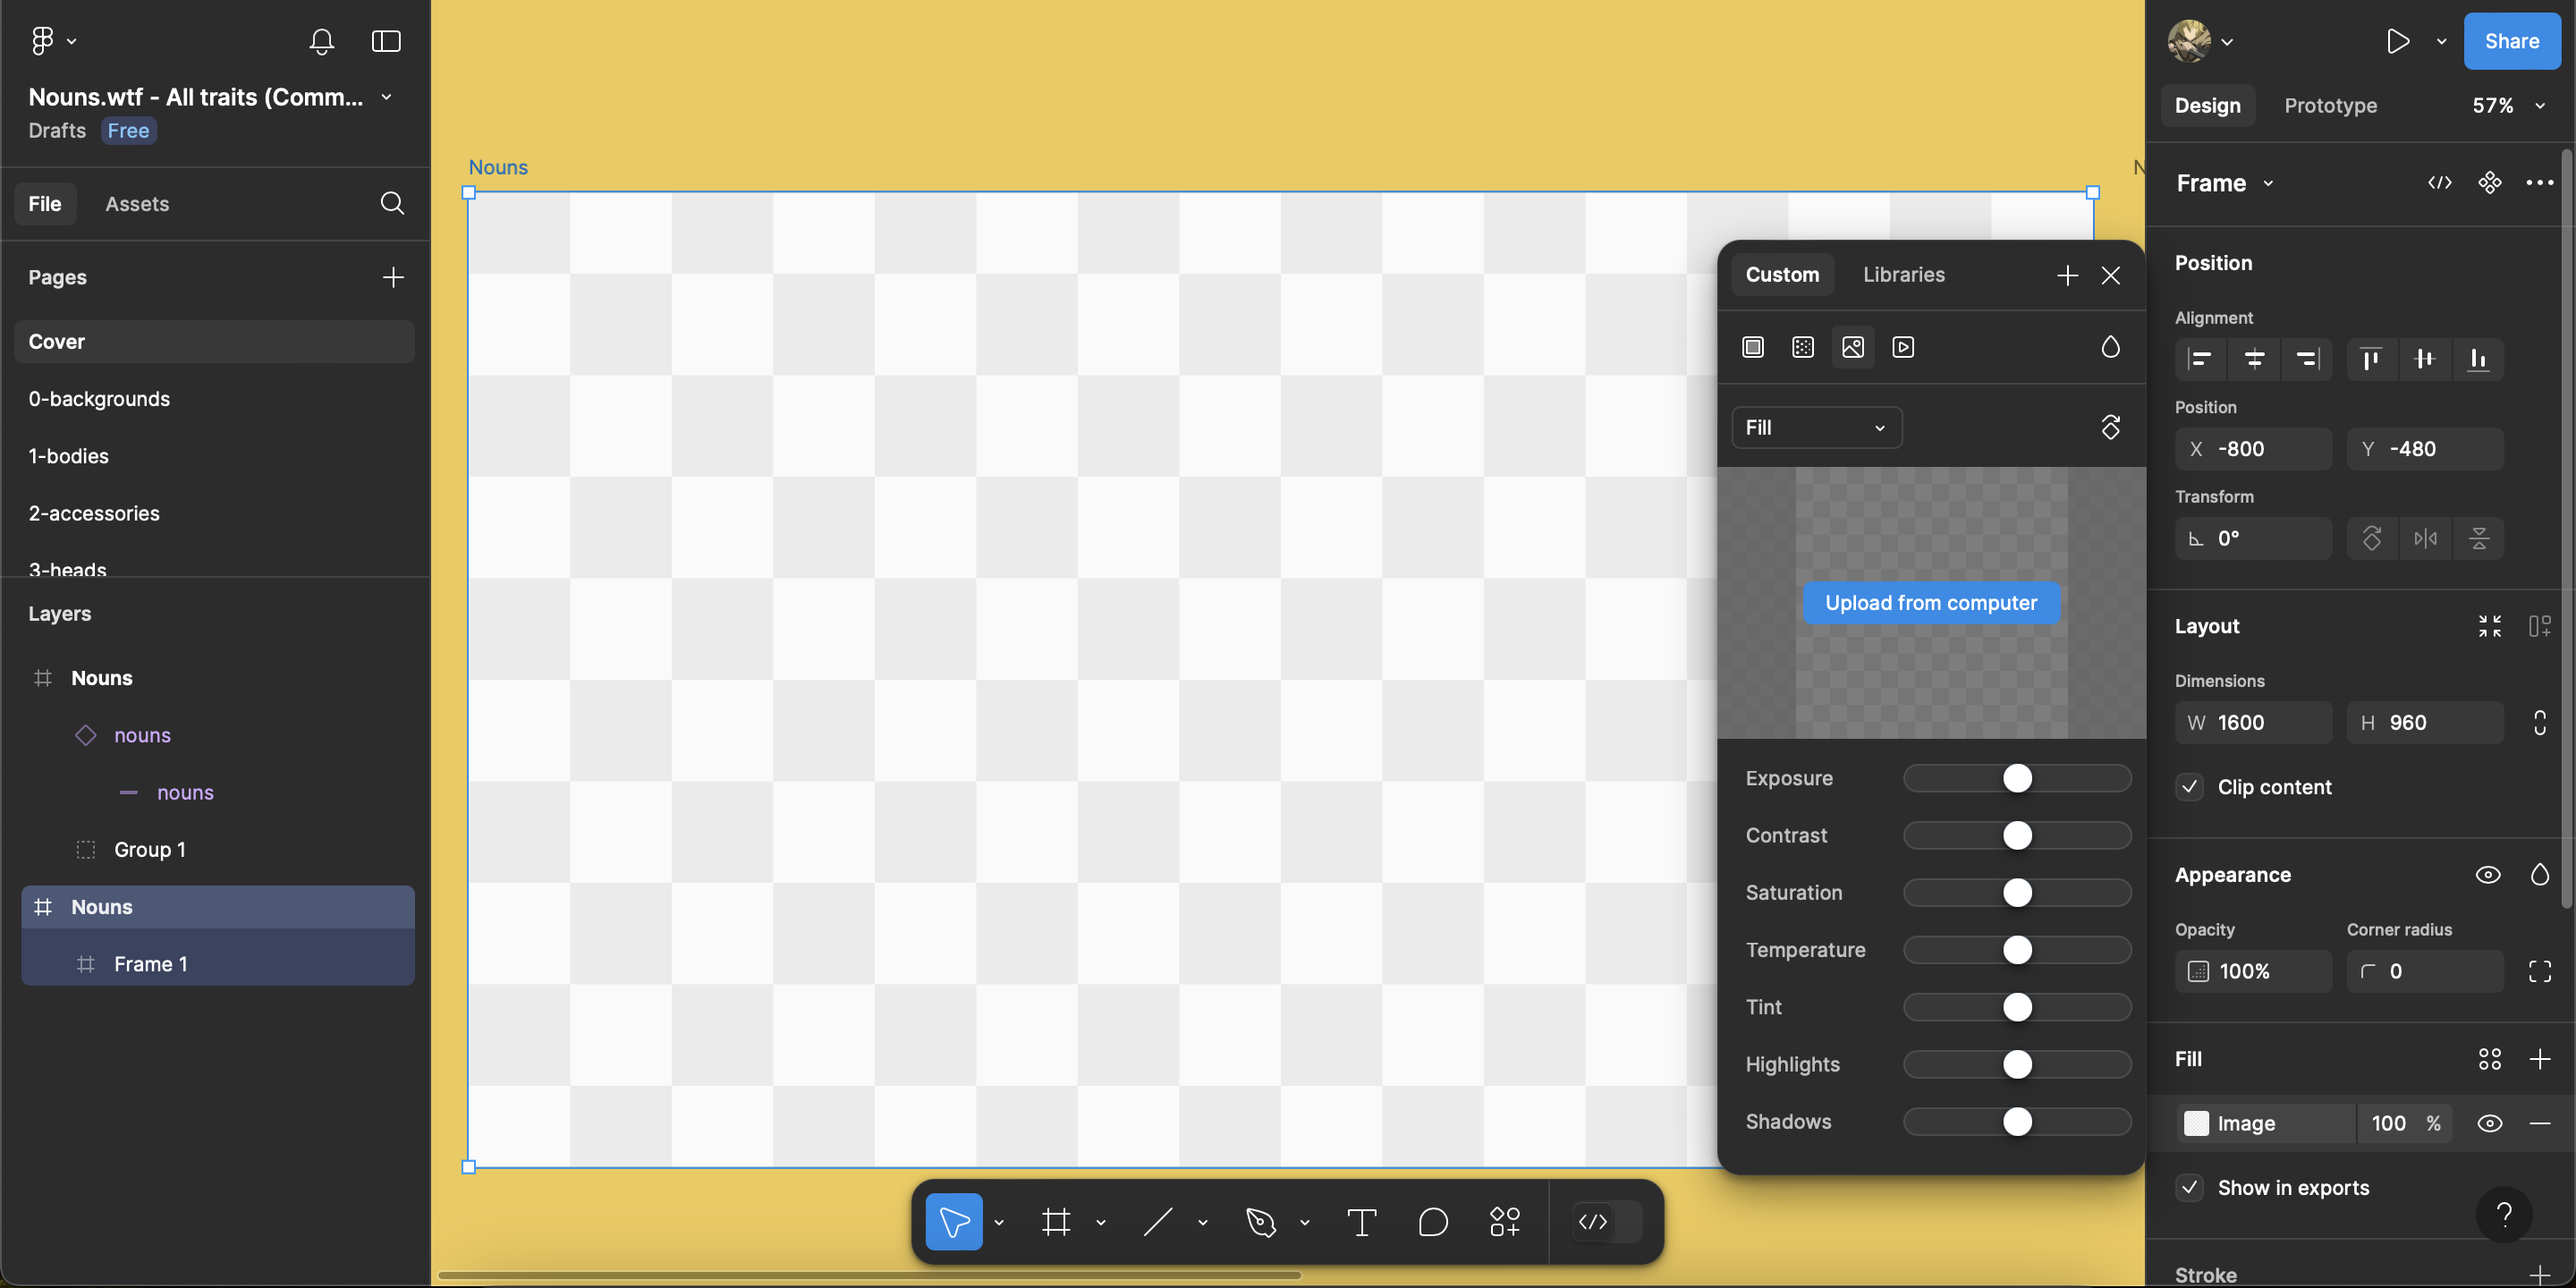 Nouns.wtf - All traits (Comm...
Drafts
Free
File
Assets
Pages
Cover
0-backgrounds
1-bodies
2-accessories
3-heads
Layers
Nouns
nouns
nouns
Group 1
Nouns
Frame 1
Nouns
N
Custom
Libraries
Fill
Upload from computer
Exposure
Contrast
Saturation
Temperature
Tint
Highlights
Shadows
Share
Design
Prototype
57%
Frame
Position
Alignment
Position
X -800
Y -480
Transform
0°
Layout
Dimensions
W 1600
H 960
Clip content
Appearance
Opacity
Corner radius
100%
0
Fill
Image
100 %
Show in exports
?
Stroke